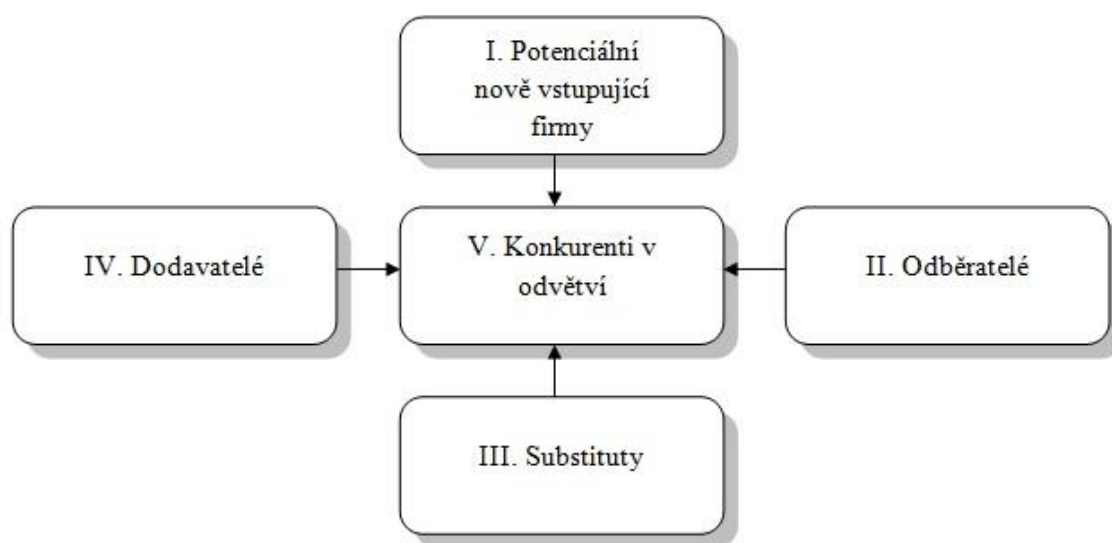 I. Potenciální
nově vstupující
firmy
IV. Dodavatelé
V. Konkurenti v
odvětví
II. Odběratelé
III. Substituty